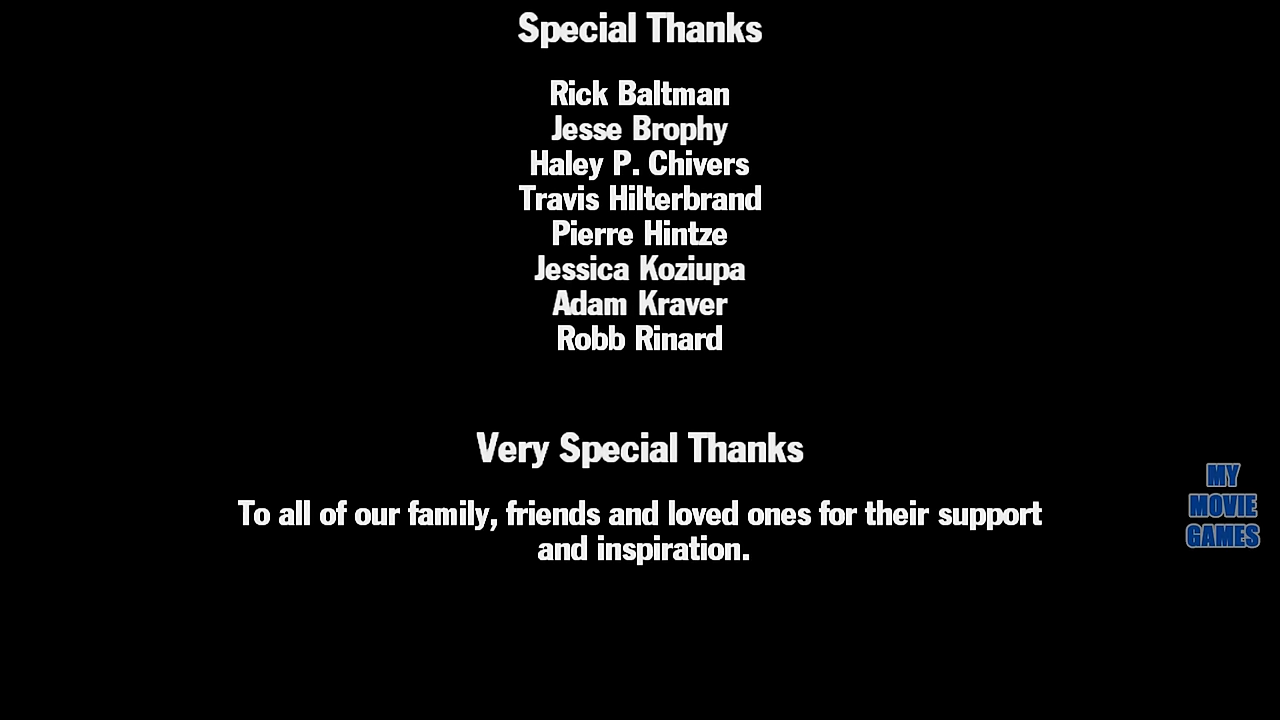 Special Thanks
Rick Baltman
Jesse Brophy
Haley P. Chivers
Travis Hilterbrand
Pierre Hintze
Jessica Koziupa
Adam Kraver
Robb Rinard
Very Special Thanks
To all of our family, friends and loved ones for their support
and inspiration.
MY
MOVIE
GAMES